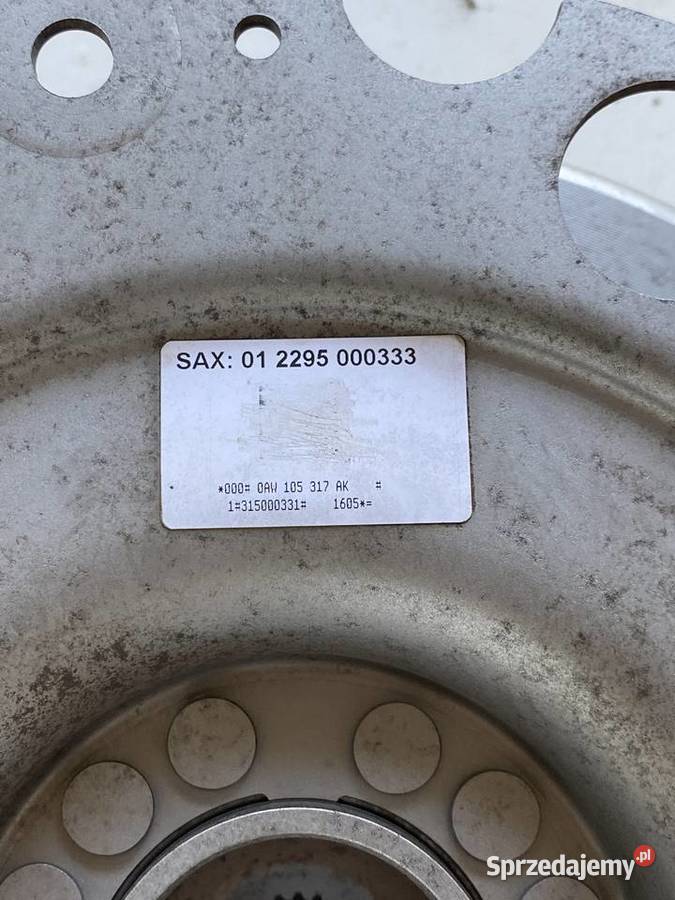 SAX: 01 2295 000333
*000# 0AW 105 317 AK #
1#315000331# 1605*=
Sprzedajemy.pl